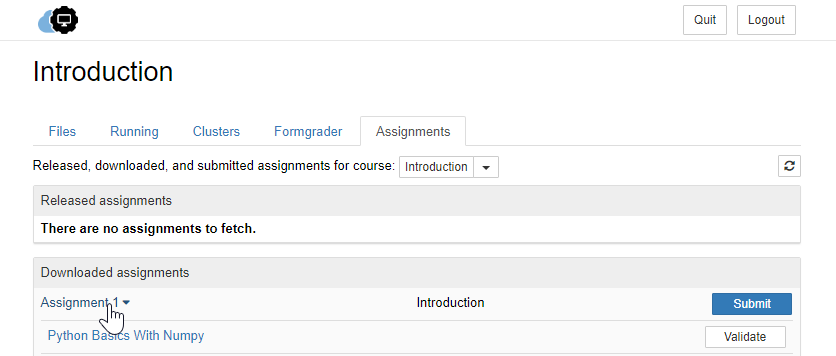 Quit Logout
Introduction
Files Running Clusters Formgrader Assignments
Released, downloaded, and submitted assignments for course: Introduction
Released assignments
There are no assignments to fetch.
Downloaded assignments
Assignment 1 Introduction Submit
Python Basics With Numpy Validate